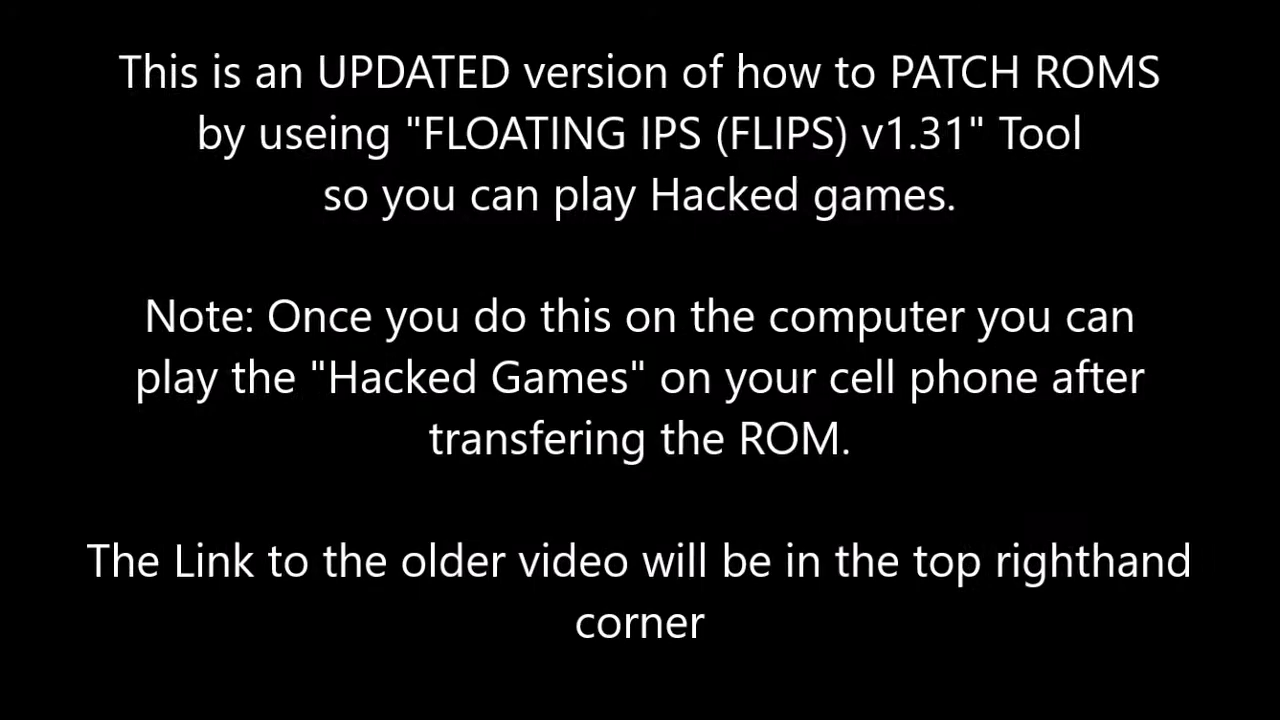 This is an UPDATED version of how to PATCH ROMS
by useing "FLOATING IPS (FLIPS) v1.31" Tool
so you can play Hacked games.
Note: Once you do this on the computer you can
play the "Hacked Games" on your cell phone after
transfering the ROM.
The Link to the older video will be in the top righthand
corner